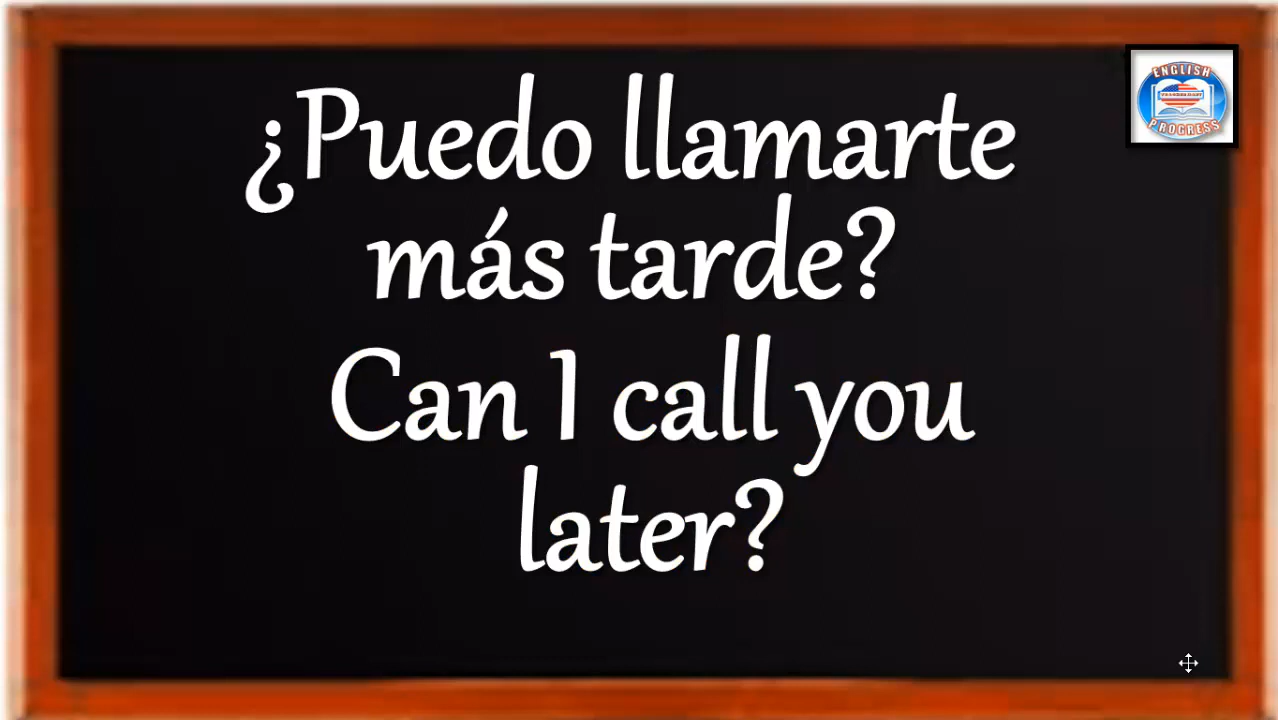 ¿Puedo llamarte
más tarde?
Can I call you
later?
ENGLISH
PROGRESS